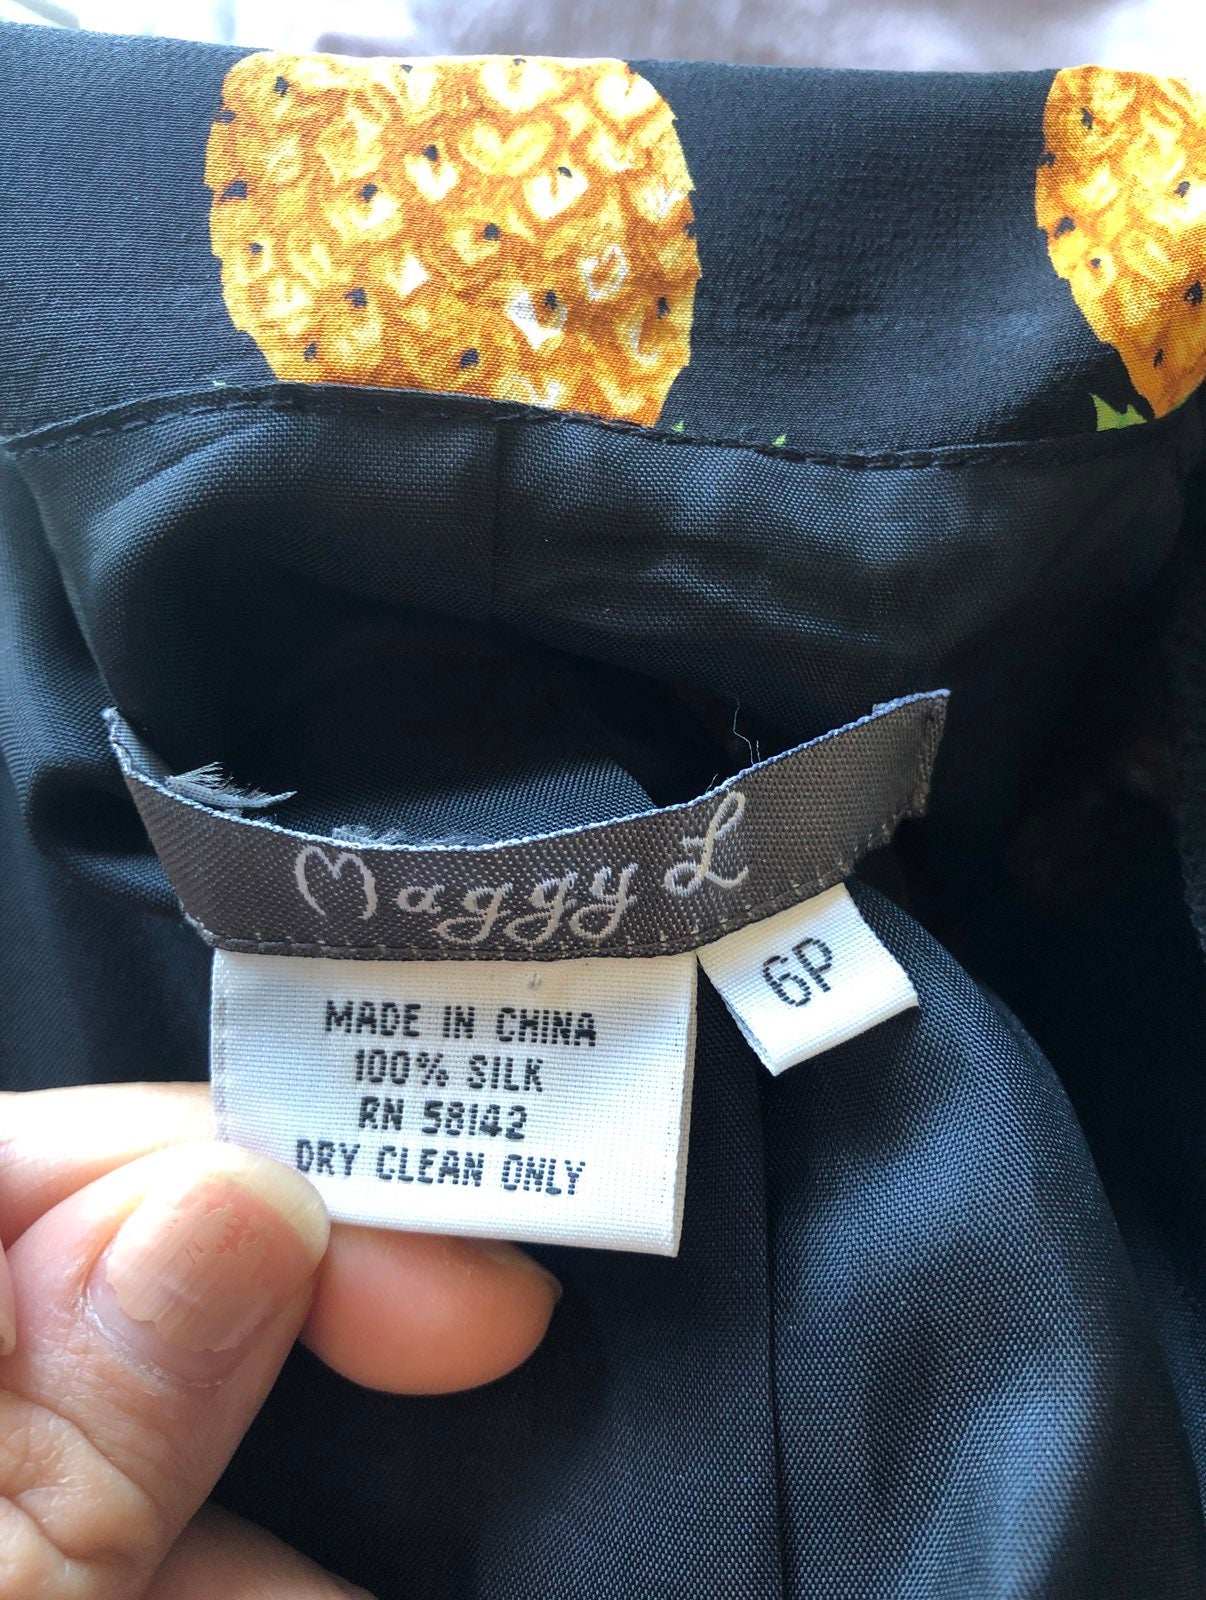 Maggy L
6P
MADE IN CHINA
100% SILK
RN 58142
DRY CLEAN ONLY